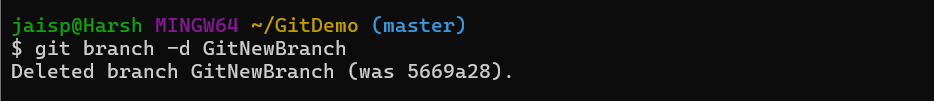 jaisp@Harsh MINGW64 ~/GitDemo (master)
$ git branch -d GitNewBranch
Deleted branch GitNewBranch (was 5669a28).